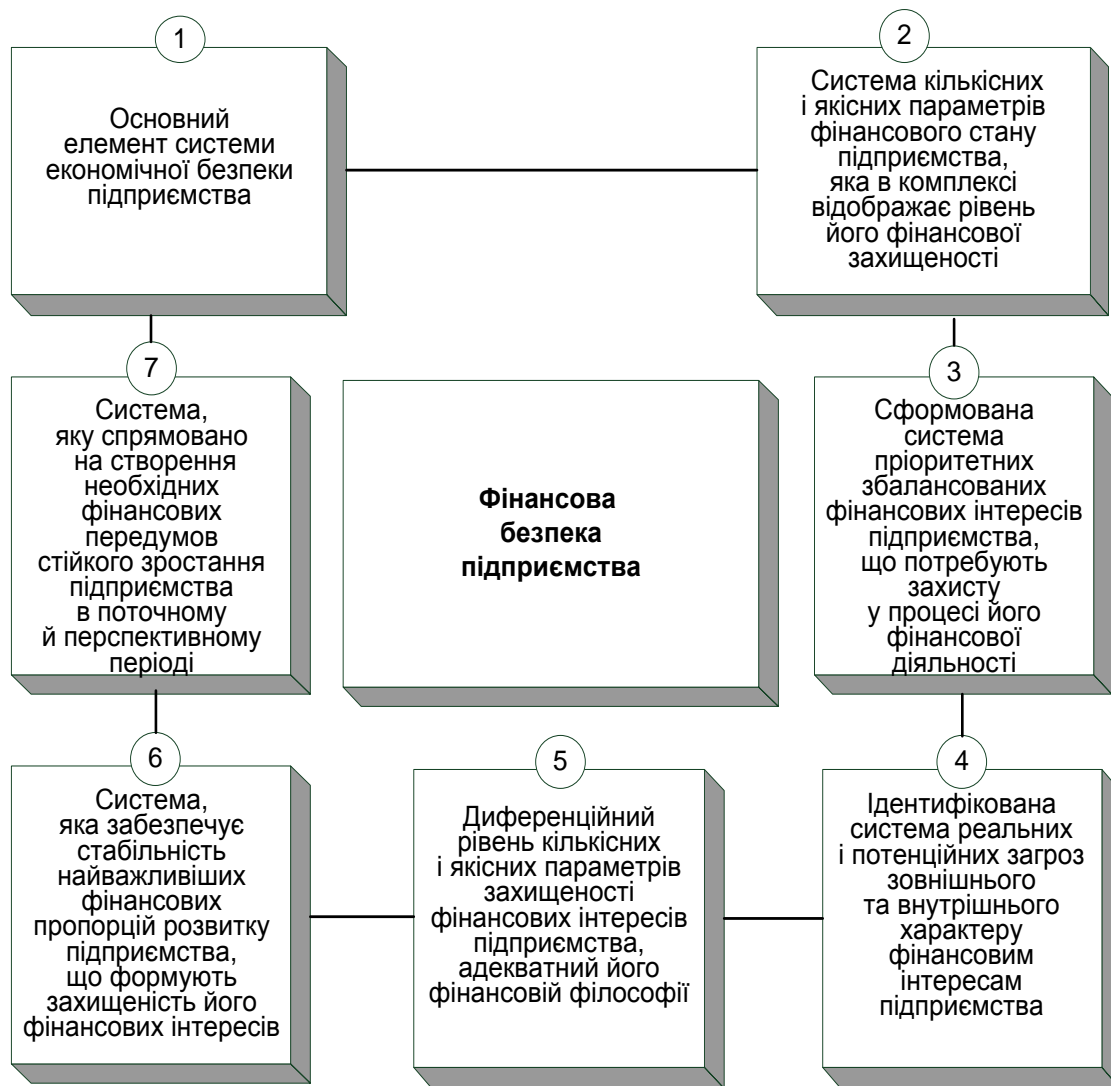 1
Основний
елемент системи
економічної безпеки
підприємства
2
Система кількісних
і якісних параметрів
фінансового стану
підприємства,
яка в комплексі
відображає рівень
його фінансової
захищеності
7
Система,
яку спрямовано
на створення
необхідних
фінансових
передумов
стійкого зростання
підприємства
в поточному
й перспективному
періоді
Фінансова
безпека
підприємства
3
Сформована
система
пріоритетних
збалансованих
фінансових інтересів
підприємства,
що потребують
захисту
у процесі його
фінансової
діяльності
6
Система,
яка забезпечує
стабільність
найважливіших
фінансових
пропорцій розвитку
підприємства,
що формують
захищеність його
фінансових інтересів
5
Диференційний
рівень кількісних
і якісних параметрів
захищеності
фінансових інтересів
підприємства,
адекватний його
фінансовій філософії
4
Ідентифікована
система реальних
і потенційних загроз
зовнішнього
та внутрішнього
характеру
фінансовим
інтересам
підприємства